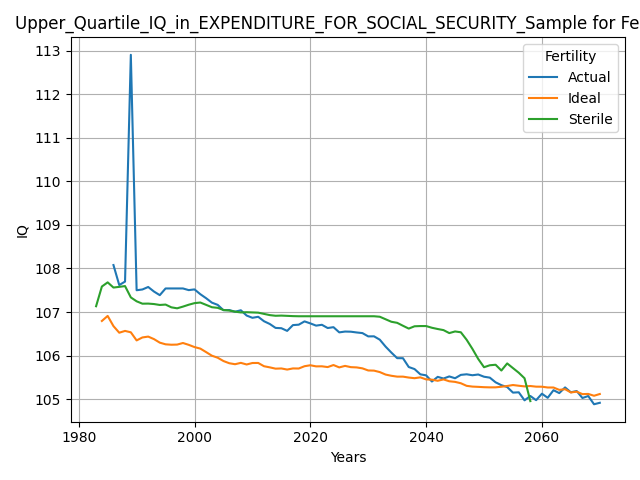 Upper_Quartile_IQ_in_EXPENDITURE_FOR_SOCIAL_SECURITY_Sample for Fe
113
112
111
110
109
108
107
106
105
IQ
Fertility
Actual
Ideal
Sterile
1980
2000
2020
2040
2060
Years